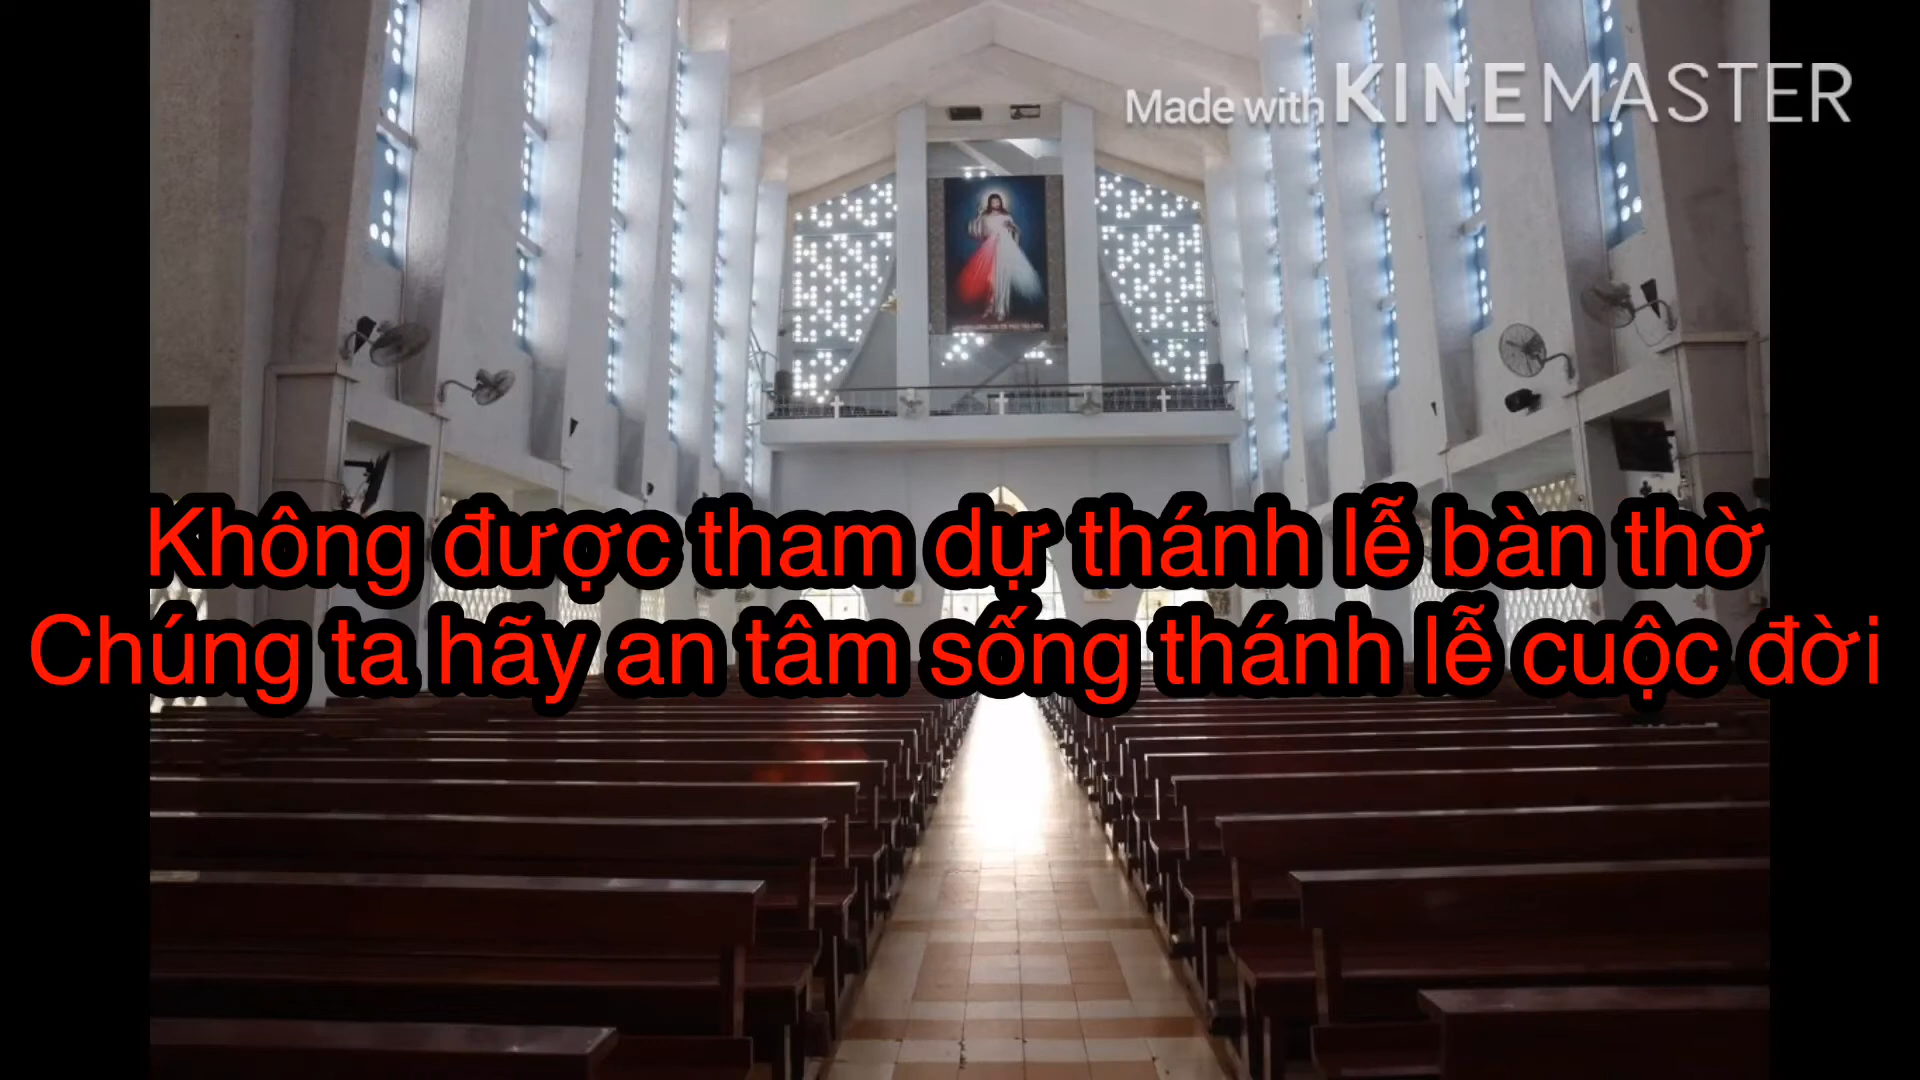 Made with KINEMASTER
Không được tham dự thánh lễ bàn thờ
Chúng ta hãy an tâm sống thánh lễ cuộc đời